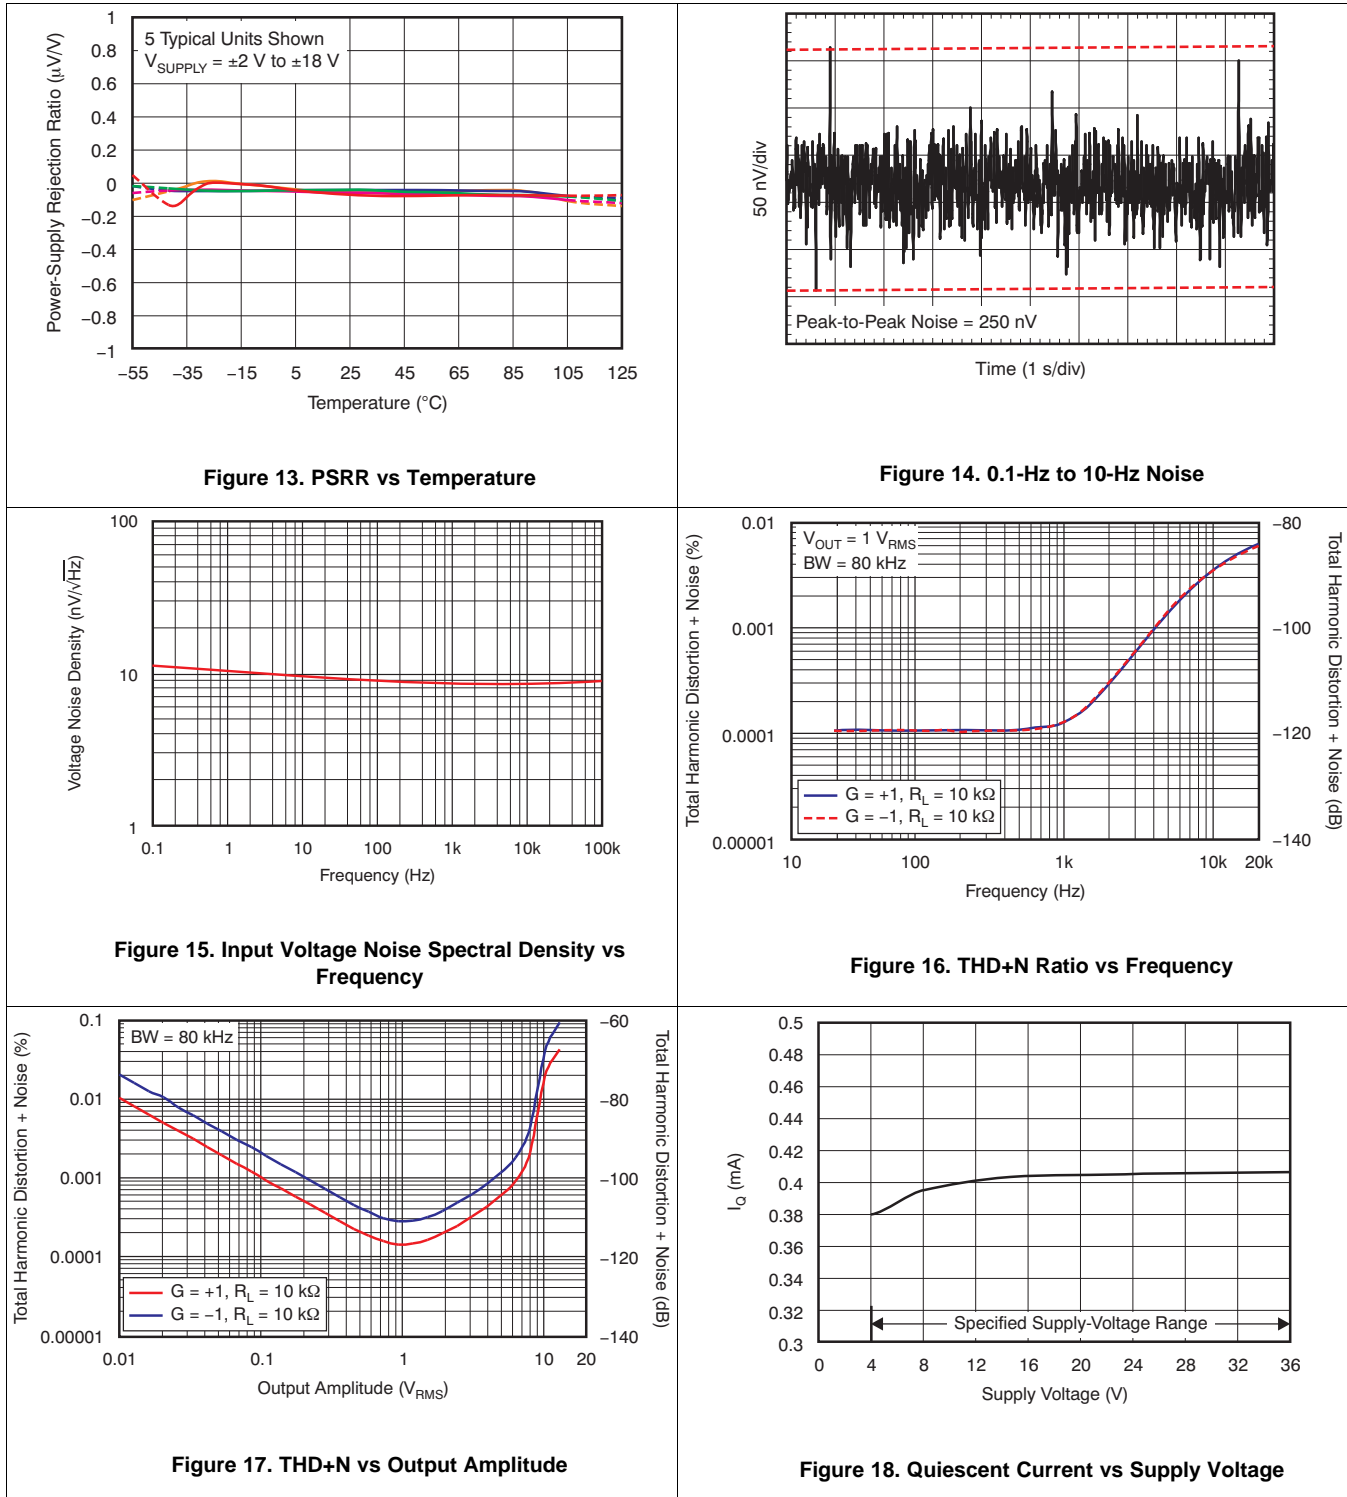 1
0.8
0.6
0.4
0.2
0
−0.2
−0.4
−0.6
−0.8
−1
Power-Supply Rejection Ratio (μV/V)
5 Typical Units Shown
VSUPPLY = ±2 V to ±18 V
−55 −35 −15 5 25 45 65 85 105 125
Temperature (°C)
Figure 13. PSRR vs Temperature
50 nV/div
Peak-to-Peak Noise = 250 nV
Time (1 s/div)
Figure 14. 0.1-Hz to 10-Hz Noise
100
10
1
Voltage Noise Density (nV/√Hz)
0.1 1 10 100 1k 10k 100k
Frequency (Hz)
Figure 15. Input Voltage Noise Spectral Density vs
Frequency
0.01
0.001
0.0001
0.00001
Total Harmonic Distortion + Noise (%)
VOUT = 1 VRMS
BW = 80 kHz
G = +1, RL = 10 kΩ
G = −1, RL = 10 kΩ
−80
−100
−120
−140
Total Harmonic Distortion + Noise (dB)
10 100 1k 10k 20k
Frequency (Hz)
Figure 16. THD+N Ratio vs Frequency
0.1
0.01
0.001
0.0001
0.00001
Total Harmonic Distortion + Noise (%)
BW = 80 kHz
G = +1, RL = 10 kΩ
G = −1, RL = 10 kΩ
−60
−80
−100
−120
−140
Total Harmonic Distortion + Noise (dB)
0.01 0.1 1 10 20
Output Amplitude (VRMS)
Figure 17. THD+N vs Output Amplitude
0.5
0.48
0.46
0.44
0.42
0.4
0.38
0.36
0.34
0.32
0.3
IQ (mA)
Specified Supply-Voltage Range
0 4 8 12 16 20 24 28 32 36
Supply Voltage (V)
Figure 18. Quiescent Current vs Supply Voltage